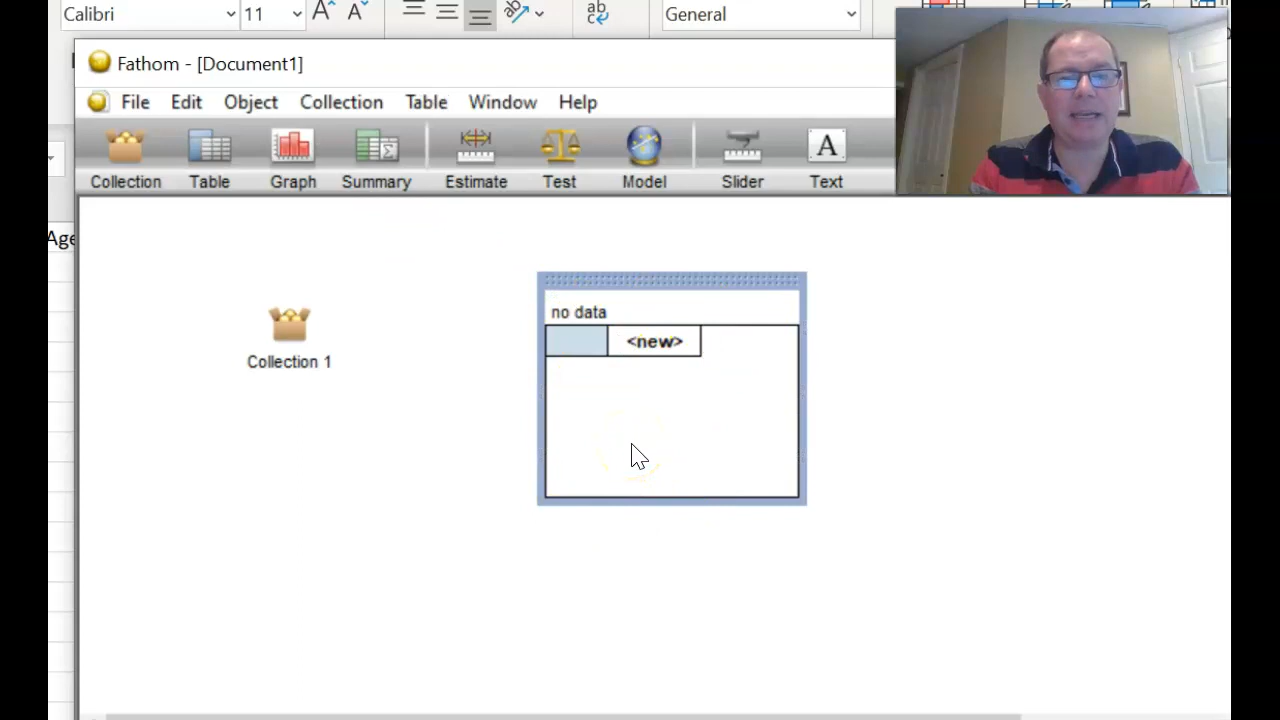 Calibri 11 General
Fathom - [Document1]
File Edit Object Collection Table Window Help
Collection Table Graph Summary Estimate Test Model Slider Text
A
Age
no data
<new>
Collection 1